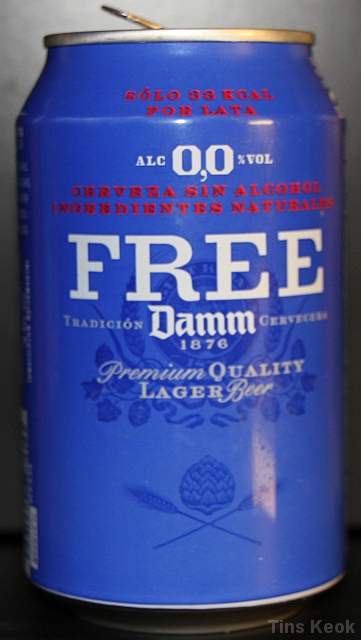 SÓLO 33 KCAL
POR LATA
ALC 0,0 %VOL
CERVEZA SIN ALCOHOL
INGREDIENTES NATURALES
FREE
TRADICIÓN Damm CERVECERA
1876
Premium QUALITY
LAGER Beer
Tins Keok